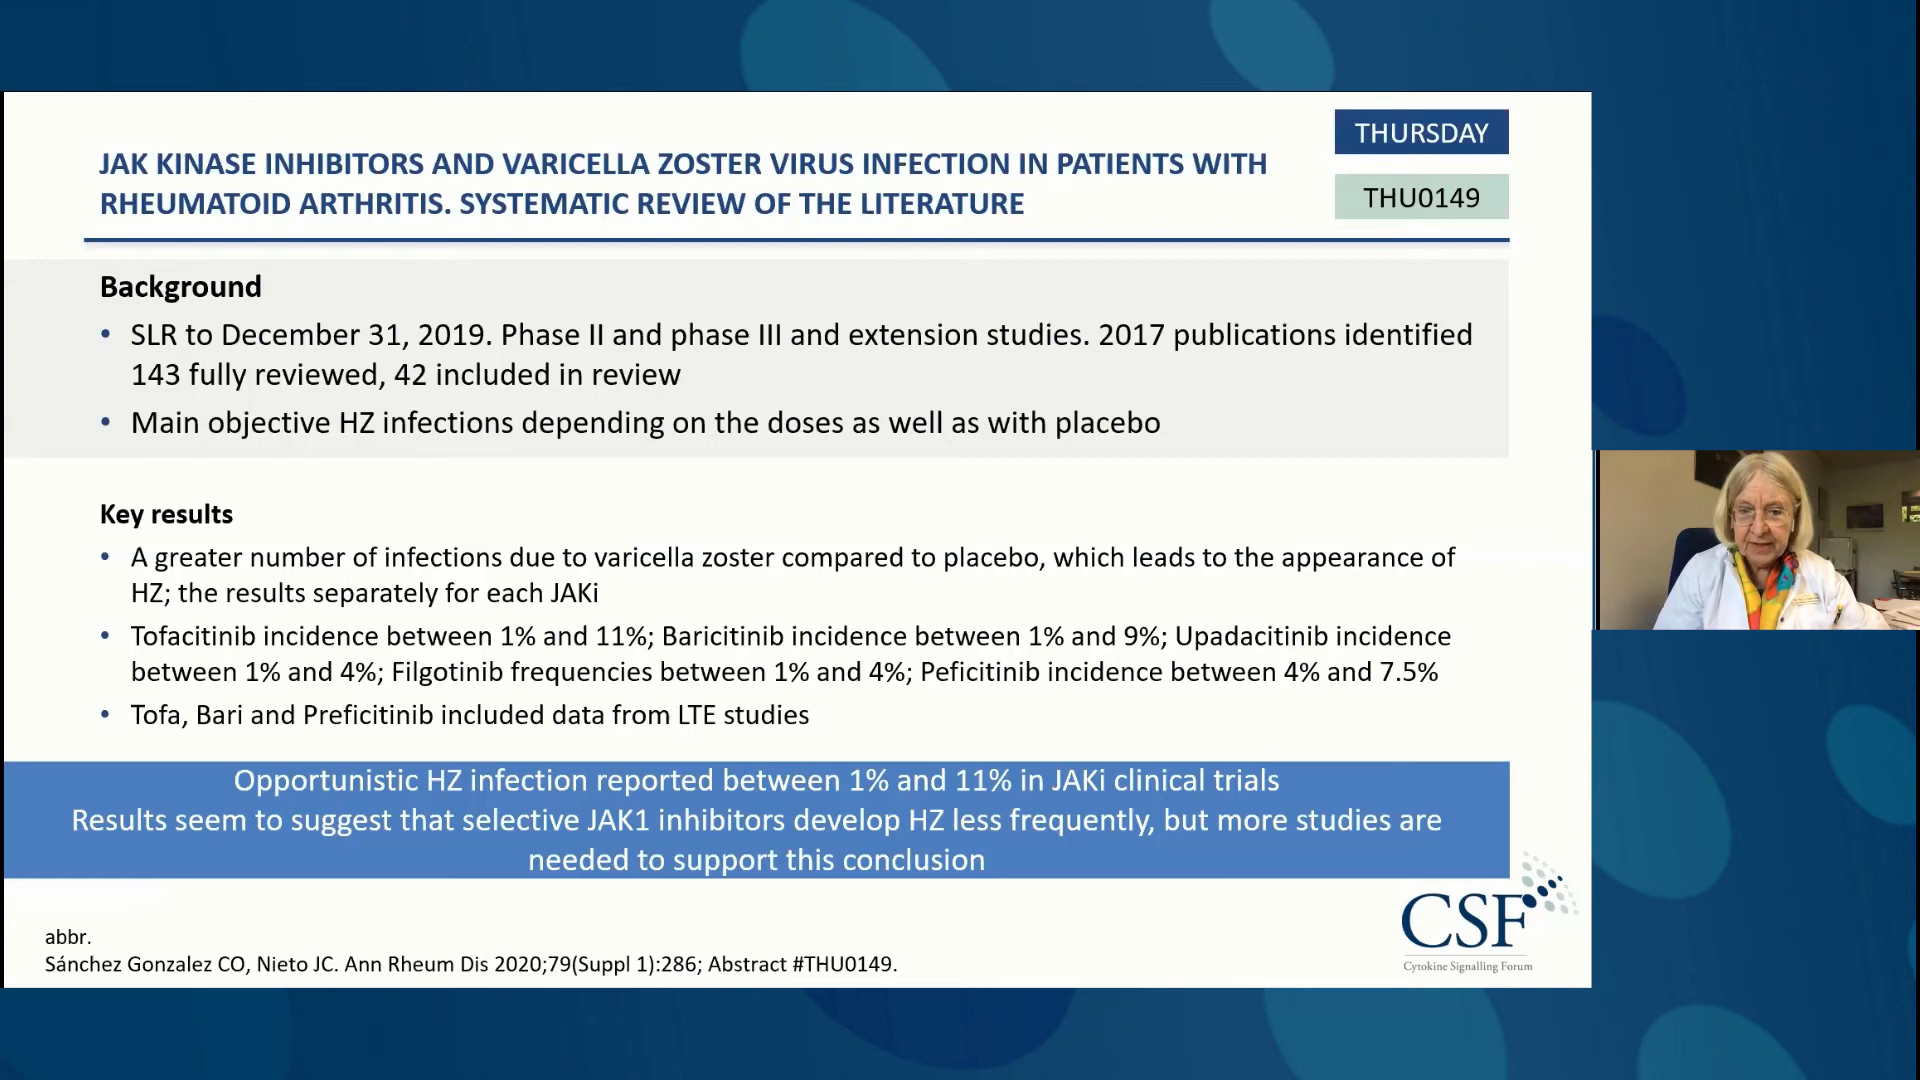 JAK KINASE INHIBITORS AND VARICELLA ZOSTER VIRUS INFECTION IN PATIENTS WITH
RHEUMATOID ARTHRITIS. SYSTEMATIC REVIEW OF THE LITERATURE
THURSDAY
THU0149
Background
• SLR to December 31, 2019. Phase II and phase III and extension studies. 2017 publications identified
143 fully reviewed, 42 included in review
• Main objective HZ infections depending on the doses as well as with placebo
Key results
• A greater number of infections due to varicella zoster compared to placebo, which leads to the appearance of
HZ; the results separately for each JAKi
• Tofacitinib incidence between 1% and 11%; Baricitinib incidence between 1% and 9%; Upadacitinib incidence
between 1% and 4%; Filgotinib frequencies between 1% and 4%; Peficitinib incidence between 4% and 7.5%
• Tofa, Bari and Preficitinib included data from LTE studies
Opportunistic HZ infection reported between 1% and 11% in JAKi clinical trials
Results seem to suggest that selective JAK1 inhibitors develop HZ less frequently, but more studies are
needed to support this conclusion
abbr.
Sánchez Gonzalez CO, Nieto JC. Ann Rheum Dis 2020;79(Suppl 1):286; Abstract #THU0149.
CSF
Cytokine Signalling Forum